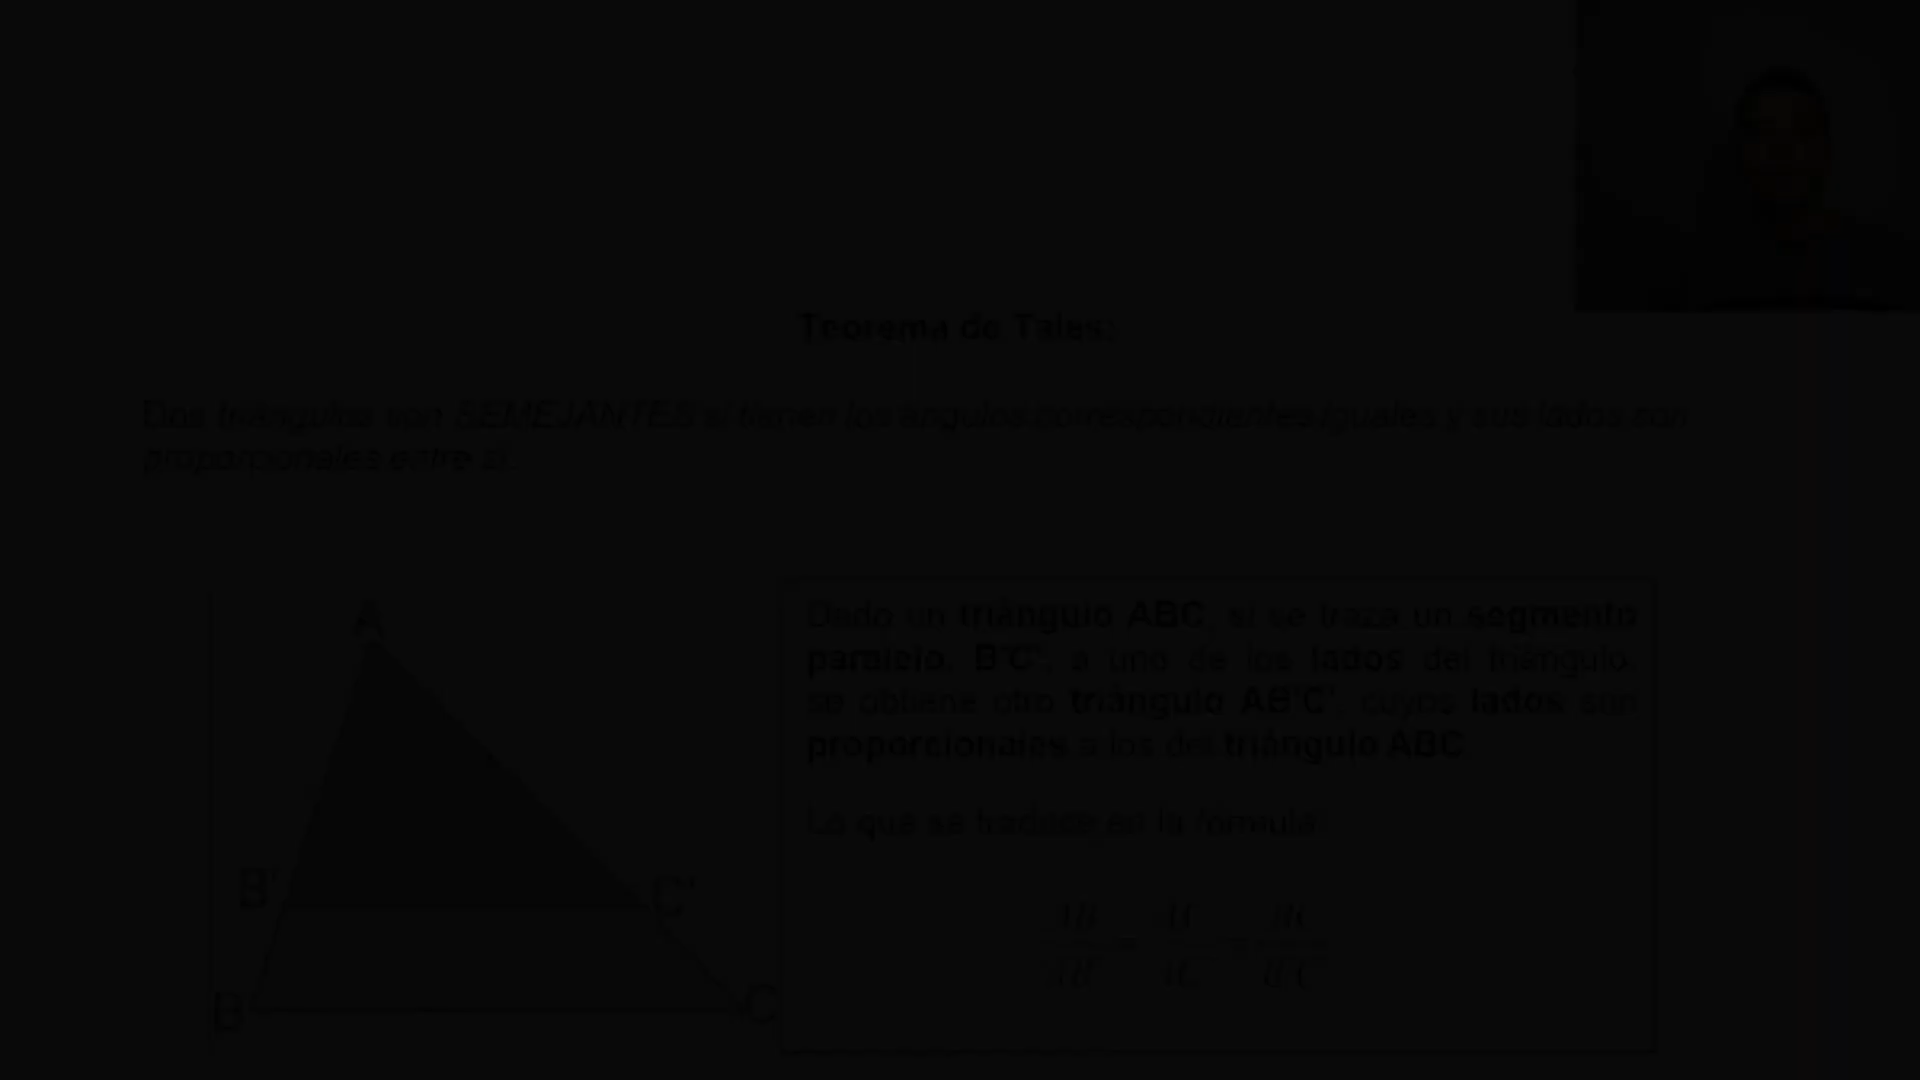 Teorema de Tales:
Dos triángulos son SEMEJANTES si tienen los ángulos correspondientes iguales y sus lados son
proporcionales entre sí.
A
Dado un triángulo ABC, si se traza un segmento
paralelo, B'C', a uno de los lados del triángulo,
se obtiene otro triángulo AB'C', cuyos lados son
proporcionales a los del triángulo ABC.
Lo que se traduce en la fórmula:
B' C'
B C